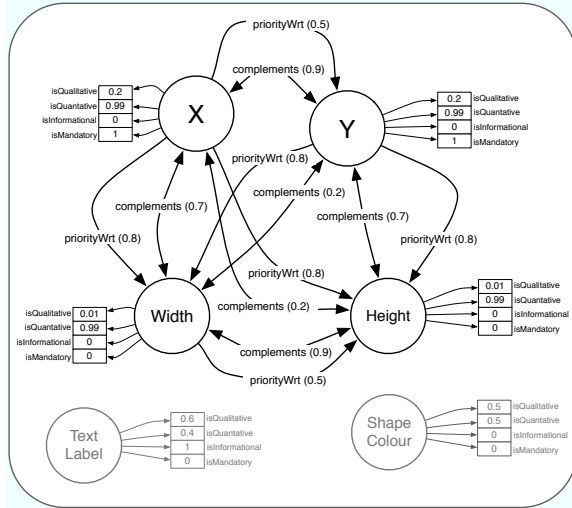 priorityWrt (0.5)
complements (0.9)
isQualitative 0.2
isQuantative 0.99
isInformational 0
isMandatory 1
X
Y
0.2 isQualitative
0.99 isQuantative
0 isInformational
1 isMandatory
priorityWrt (0.8)
complements (0.2)
complements (0.7)
complements (0.7)
priorityWrt (0.8)
priorityWrt (0.8)
priorityWrt (0.8)
complements (0.2)
isQualitative 0.01
isQuantative 0.99
isInformational 0
isMandatory 0
Width
Height
0.01 isQualitative
0.99 isQuantative
0 isInformational
0 isMandatory
complements (0.9)
priorityWrt (0.5)
Text
Label
0.6 isQualitative
0.4 isQuantative
1 isInformational
0 isMandatory
Shape
Colour
0.5 isQualitative
0.5 isQuantative
0 isInformational
0 isMandatory